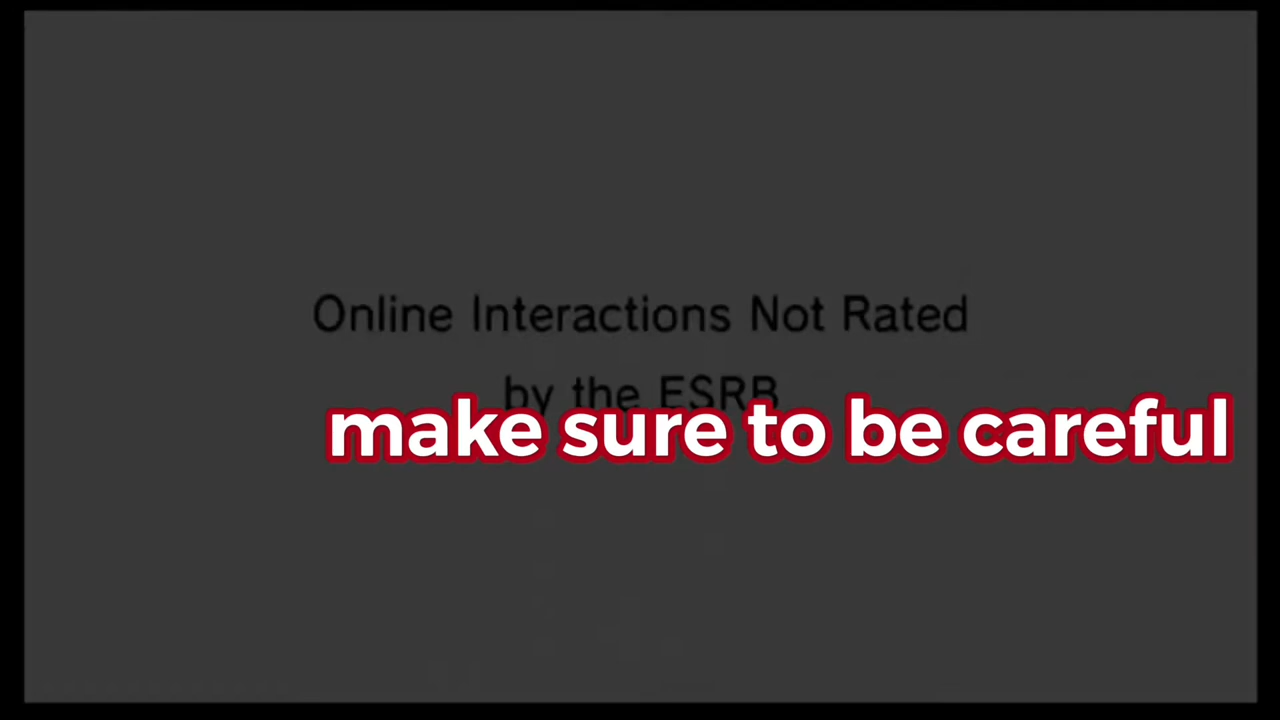 Online Interactions Not Rated
by the ESRB
make sure to be careful